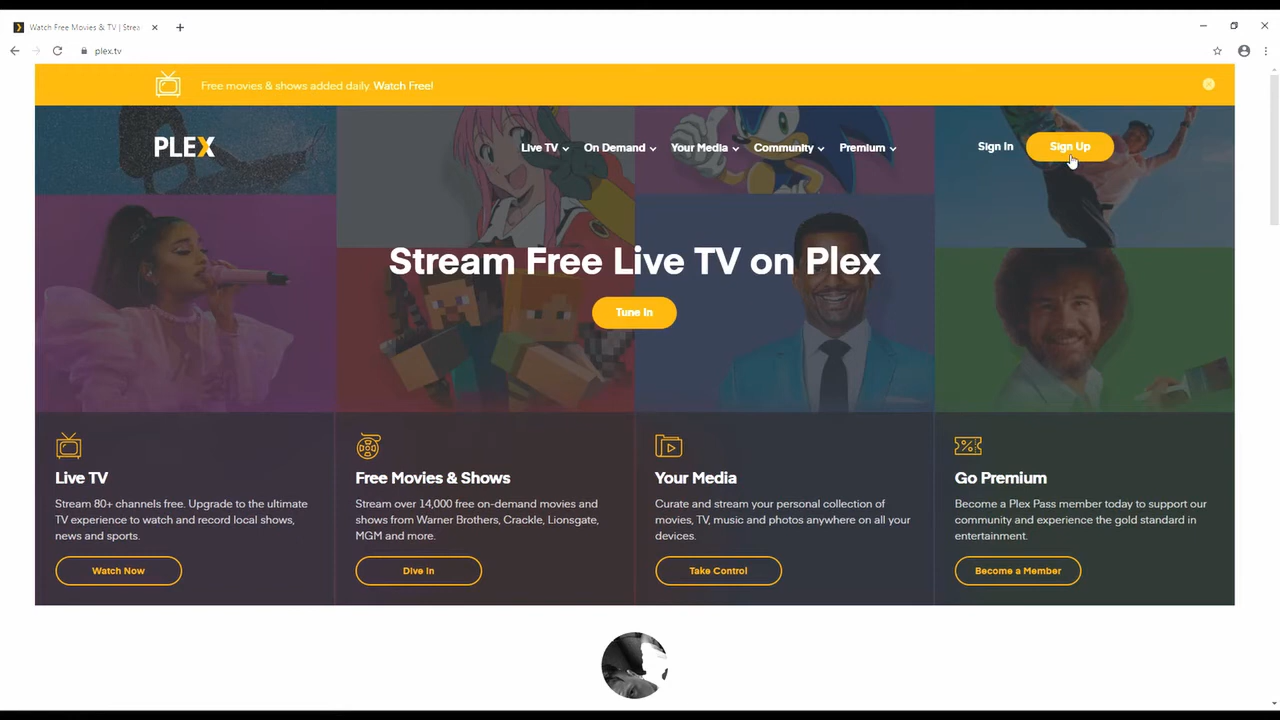 Watch Free Movies & TV | Strea
plex.tv
Free movies & shows added daily. Watch Free!
PLEX
Live TV
On Demand
Your Media
Community
Premium
Sign In
Sign Up
Stream Free Live TV on Plex
Tune In
Live TV
Stream 80+ channels free. Upgrade to the ultimate
TV experience to watch and record local shows,
news and sports.
Watch Now
Free Movies & Shows
Stream over 14,000 free on-demand movies and
shows from Warner Brothers, Crackle, Lionsgate,
MGM and more.
Dive In
Your Media
Curate and stream your personal collection of
movies, TV, music and photos anywhere on all your
devices.
Take Control
Go Premium
Become a Plex Pass member today to support our
community and experience the gold standard in
entertainment.
Become a Member